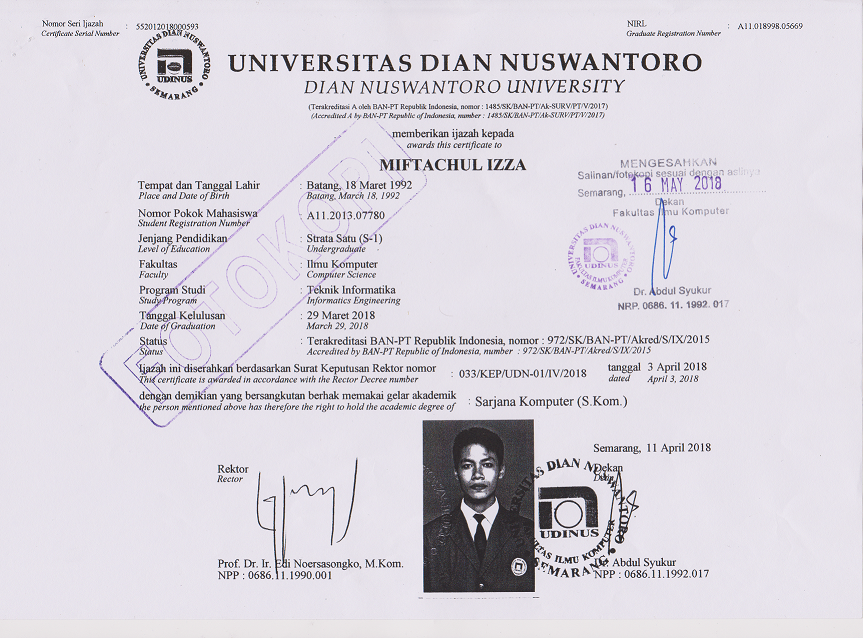 Nomor Seri Ijazah : 552012018000593
Certificate Serial Number
NIRL : A11.018998.05669
Graduate Registration Number
UNIVERSITAS DIAN NUSWANTORO
UDINUS
SEMARANG
UNIVERSITAS DIAN NUSWANTORO
DIAN NUSWANTORO UNIVERSITY
(Terakreditasi A oleh BAN-PT Republik Indonesia, nomor : 1485/SK/BAN-PT/Ak-SURV/PT/V/2017)
(Accredited A by BAN-PT Republic of Indonesia, number : 1485/SK/BAN-PT/Ak-SURV/PT/V/2017)
memberikan ijazah kepada
awards this certificate to
MIFTACHUL IZZA
Tempat dan Tanggal Lahir : Batang, 18 Maret 1992
Place and Date of Birth Batang, March 18, 1992
Nomor Pokok Mahasiswa : A11.2013.07780
Student Registration Number
Jenjang Pendidikan : Strata Satu (S-1)
Level of Education Undergraduate
Fakultas : Ilmu Komputer
Faculty Computer Science
Program Studi : Teknik Informatika
Study Program Informatics Engineering
Tanggal Kelulusan : 29 Maret 2018
Date of Graduation March 29, 2018
Status : Terakreditasi BAN-PT Republik Indonesia, nomor : 972/SK/BAN-PT/Akred/S/IX/2015
Status Accredited by BAN-PT Republic of Indonesia, number : 972/SK/BAN-PT/Akred/S/IX/2015
Ijazah ini diserahkan berdasarkan Surat Keputusan Rektor nomor : 033/KEP/UDN-01/IV/2018 tanggal 3 April 2018
This certificate is awarded in accordance with the Rector Decree number dated April 3, 2018
dengan demikian yang bersangkutan berhak memakai gelar akademik : Sarjana Komputer (S.Kom.)
the person mentioned above has therefore the right to hold the academic degree of
FOTOKOPI
MENGESAHKAN
Salinan/fotokopi sesuai dengan aslinya
Semarang, 16 MAY 2018
Dekan
Fakultas Ilmu Komputer
UNIVERSITAS DIAN NUSWANTORO
UDINUS
FAKULTAS ILMU KOMPUTER
SEMARANG
Dr. Abdul Syukur
NRP. 0686.11.1992.017
Semarang, 11 April 2018
Rektor
Rector
Dekan
Dean
UNIVERSITAS DIAN NUSWANTORO
UDINUS
FAKULTAS ILMU KOMPUTER
SEMARANG
Prof. Dr. Ir. Edi Noersasongko, M.Kom.
NPP : 0686.11.1990.001
Dr. Abdul Syukur
NPP : 0686.11.1992.017